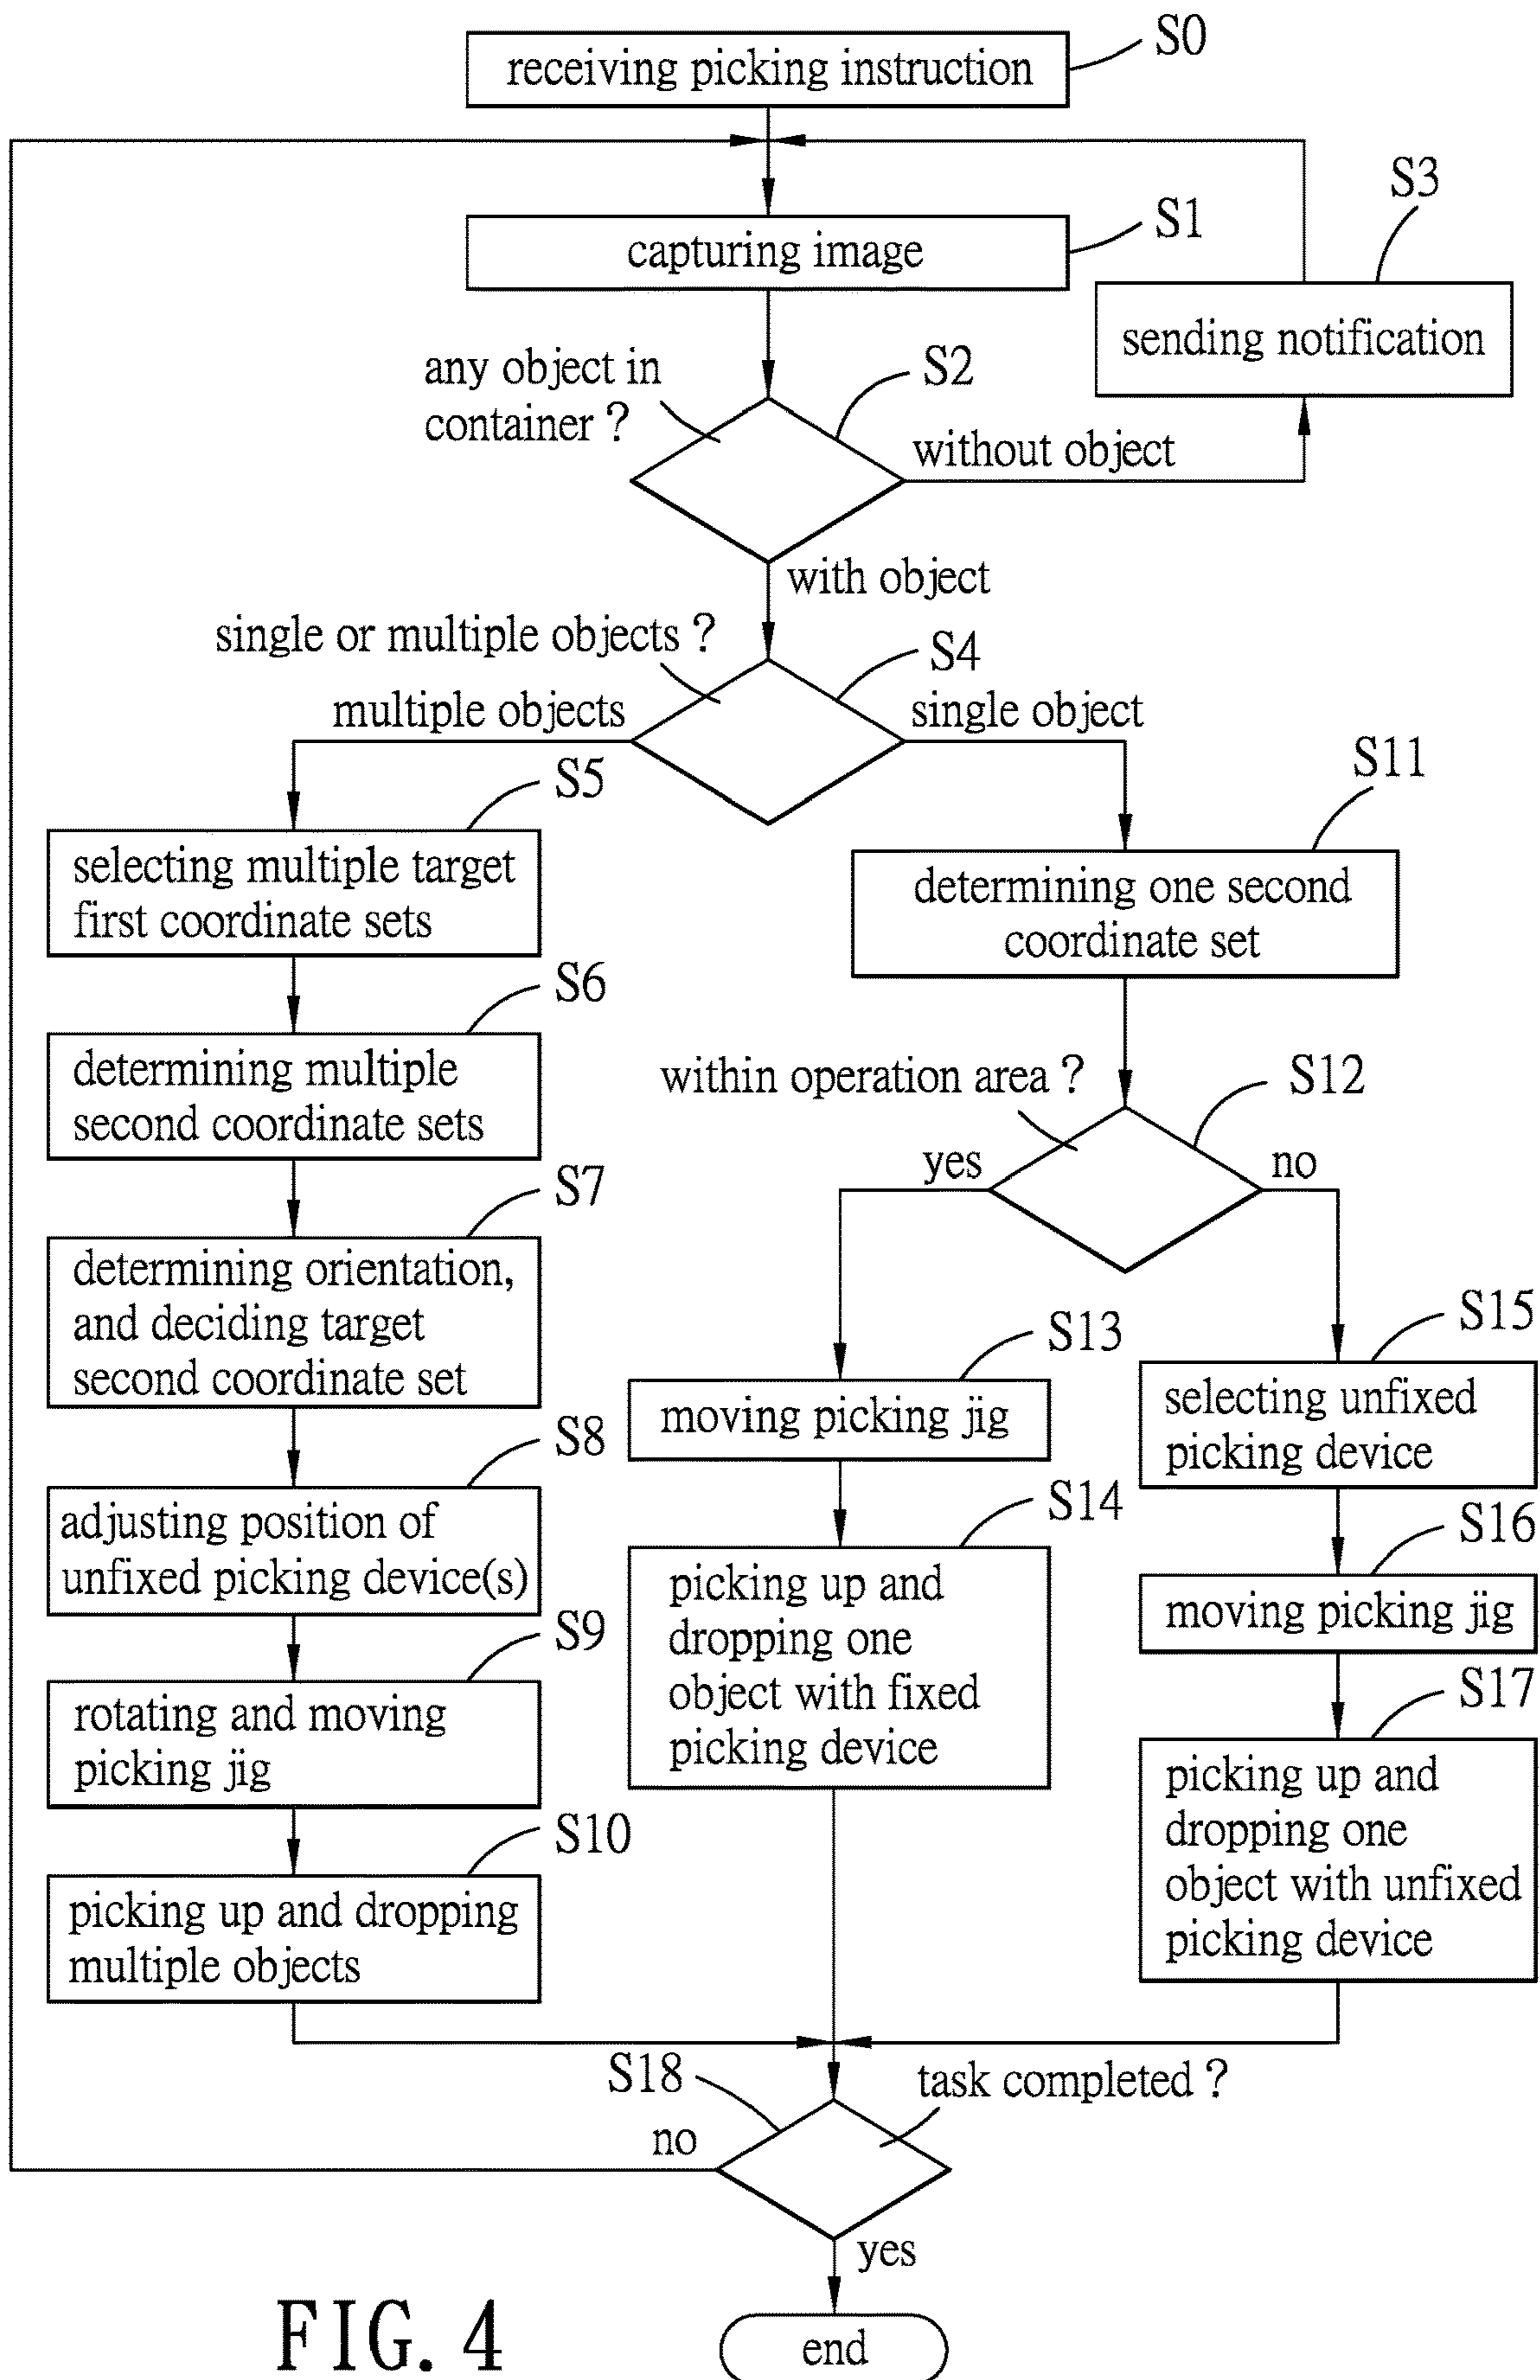 receiving picking instruction
S0
capturing image
S1
S3
sending notification
any object in
container ?
S2
without object
with object
single or multiple objects ?
S4
multiple objects
single object
S5
selecting multiple target
first coordinate sets
S11
determining one second
coordinate set
S6
determining multiple
second coordinate sets
within operation area ?
S12
yes
no
S7
determining orientation,
and deciding target
second coordinate set
S13
moving picking jig
S15
selecting unfixed
picking device
S8
adjusting position of
unfixed picking device(s)
S14
picking up and
dropping one
object with fixed
picking device
S16
moving picking jig
S9
rotating and moving
picking jig
S17
picking up and
dropping one
object with unfixed
picking device
S10
picking up and dropping
multiple objects
S18
task completed ?
no
yes
end
FIG. 4